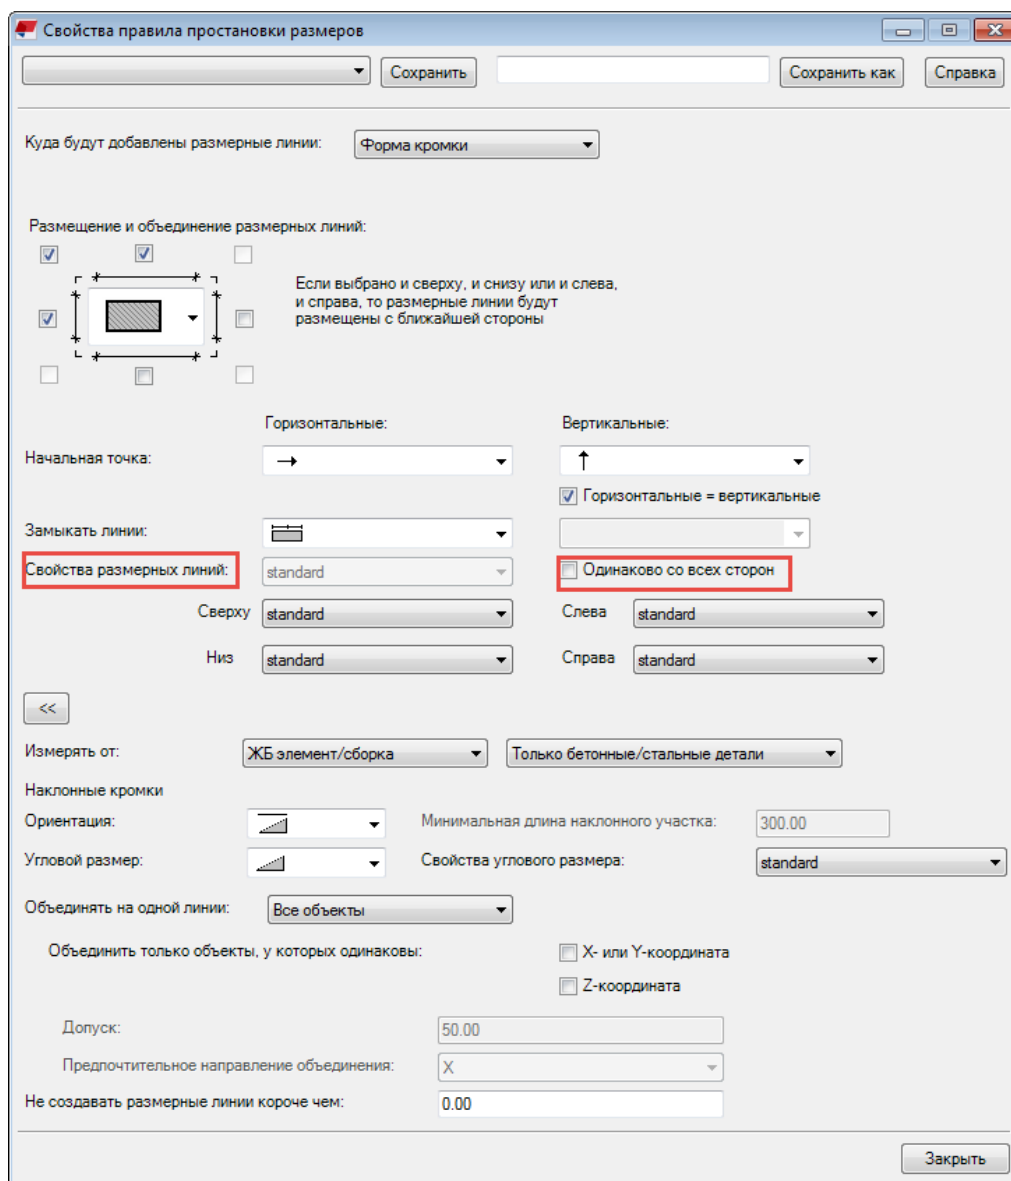 Свойства правила простановки размеров
Сохранить
Сохранить как
Справка
Куда будут добавлены размерные линии:
Форма кромки
Размещение и объединение размерных линий:
Если выбрано и сверху, и снизу или и слева,
и справа, то размерные линии будут
размещены с ближайшей стороны
Горизонтальные:
Вертикальные:
Начальная точка:
Горизонтальные = вертикальные
Замыкать линии:
Свойства размерных линий:
standard
Одинаково со всех сторон
Сверху
standard
Слева
standard
Низ
standard
Справа
standard
<<
Измерять от:
ЖБ элемент/сборка
Только бетонные/стальные детали
Наклонные кромки
Ориентация:
Минимальная длина наклонного участка:
300.00
Угловой размер:
Свойства углового размера:
standard
Объединять на одной линии:
Все объекты
Объединить только объекты, у которых одинаковы:
X- или Y-координата
Z-координата
Допуск:
50.00
Предпочтительное направление объединения:
X
Не создавать размерные линии короче чем:
0.00
Закрыть